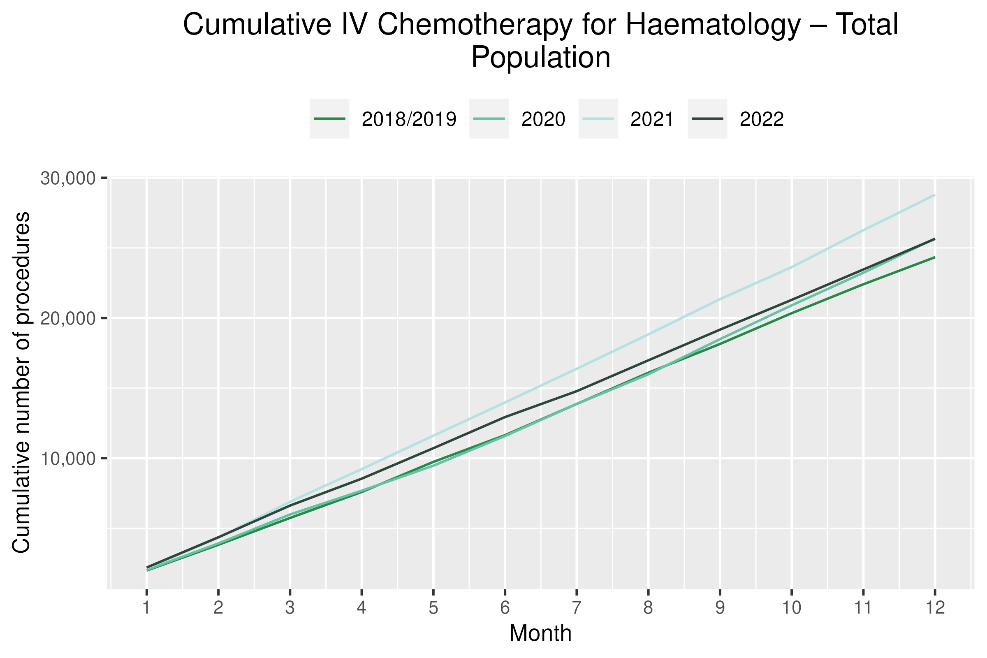 Cumulative IV Chemotherapy for Haematology – Total
Population
2018/2019 2020 2021 2022
Cumulative number of procedures
30,000
20,000
10,000
1 2 3 4 5 6 7 8 9 10 11 12
Month